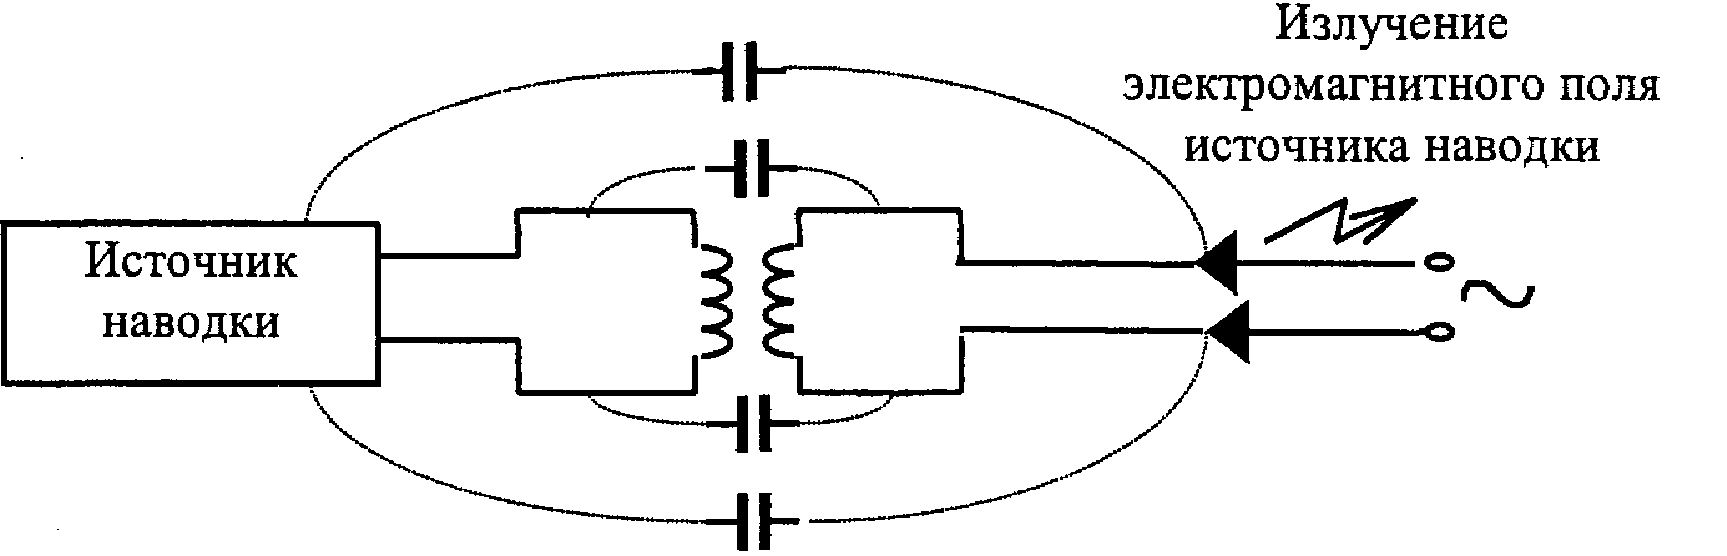 Излучение
электромагнитного поля
источника наводки
Источник
наводки